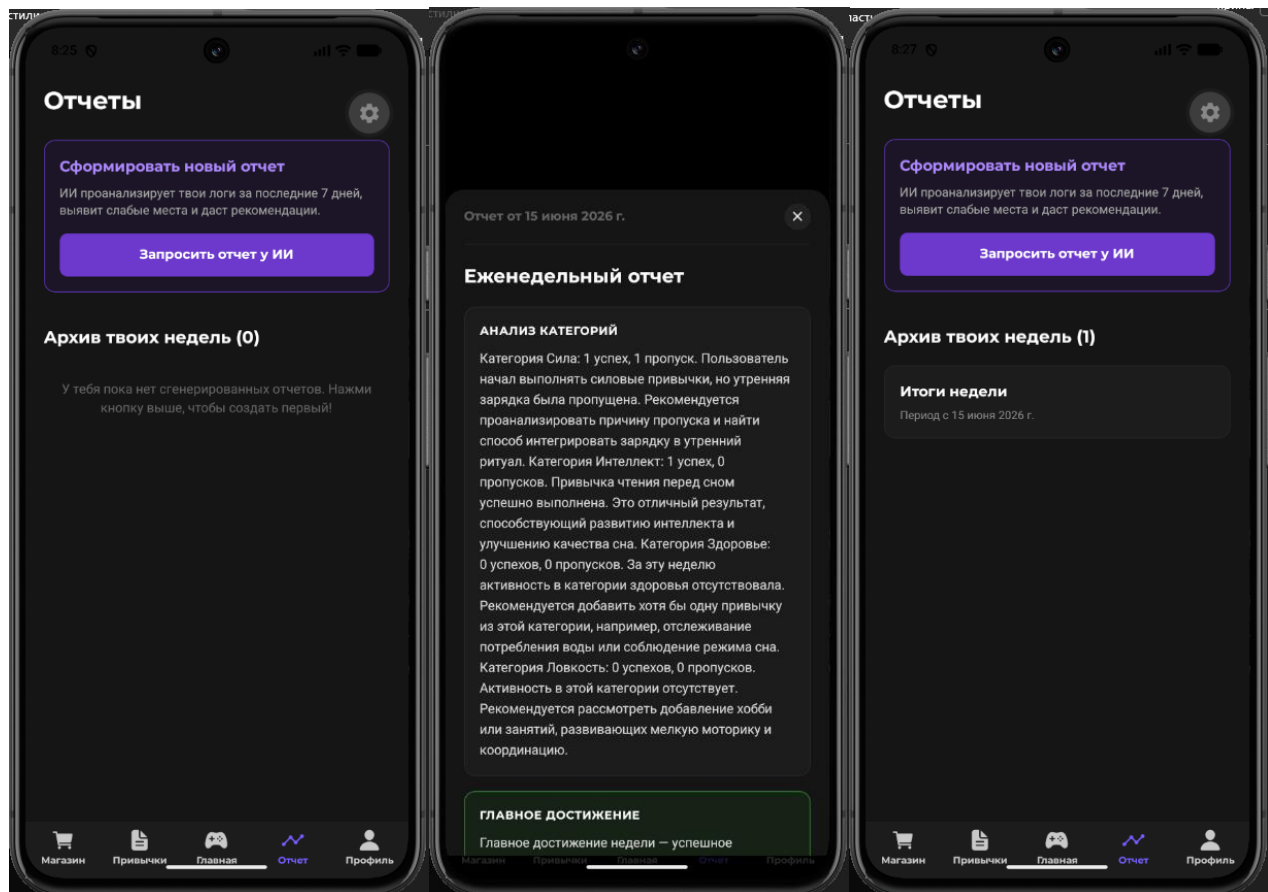 8:25
Отчеты
Сформировать новый отчет
ИИ проанализирует твои логи за последние 7 дней,
выявит слабые места и даст рекомендации.
Запросить отчет у ИИ
Архив твоих недель (0)
У тебя пока нет сгенерированных отчетов. Нажми
кнопку выше, чтобы создать первый!
Магазин
Привычки
Главная
Отчет
Профиль
Отчет от 15 июня 2026 г.
Еженедельный отчет
АНАЛИЗ КАТЕГОРИЙ
Категория Сила: 1 успех, 1 пропуск. Пользователь
начал выполнять силовые привычки, но утренняя
зарядка была пропущена. Рекомендуется
проанализировать причину пропуска и найти
способ интегрировать зарядку в утренний
ритуал. Категория Интеллект: 1 успех, 0
пропусков. Привычка чтения перед сном
успешно выполнена. Это отличный результат,
способствующий развитию интеллекта и
улучшению качества сна. Категория Здоровье:
0 успехов, 0 пропусков. За эту неделю
активность в категории здоровья отсутствовала.
Рекомендуется добавить хотя бы одну привычку
из этой категории, например, отслеживание
потребления воды или соблюдение режима сна.
Категория Ловкость: 0 успехов, 0 пропусков.
Активность в этой категории отсутствует.
Рекомендуется рассмотреть добавление хобби
или занятий, развивающих мелкую моторику и
координацию.
ГЛАВНОЕ ДОСТИЖЕНИЕ
Главное достижение недели — успешное
Магазин
Привычки
Главная
Отчет
Профиль
8:27
Отчеты
Сформировать новый отчет
ИИ проанализирует твои логи за последние 7 дней,
выявит слабые места и даст рекомендации.
Запросить отчет у ИИ
Архив твоих недель (1)
Итоги недели
Период с 15 июня 2026 г.
Магазин
Привычки
Главная
Отчет
Профиль